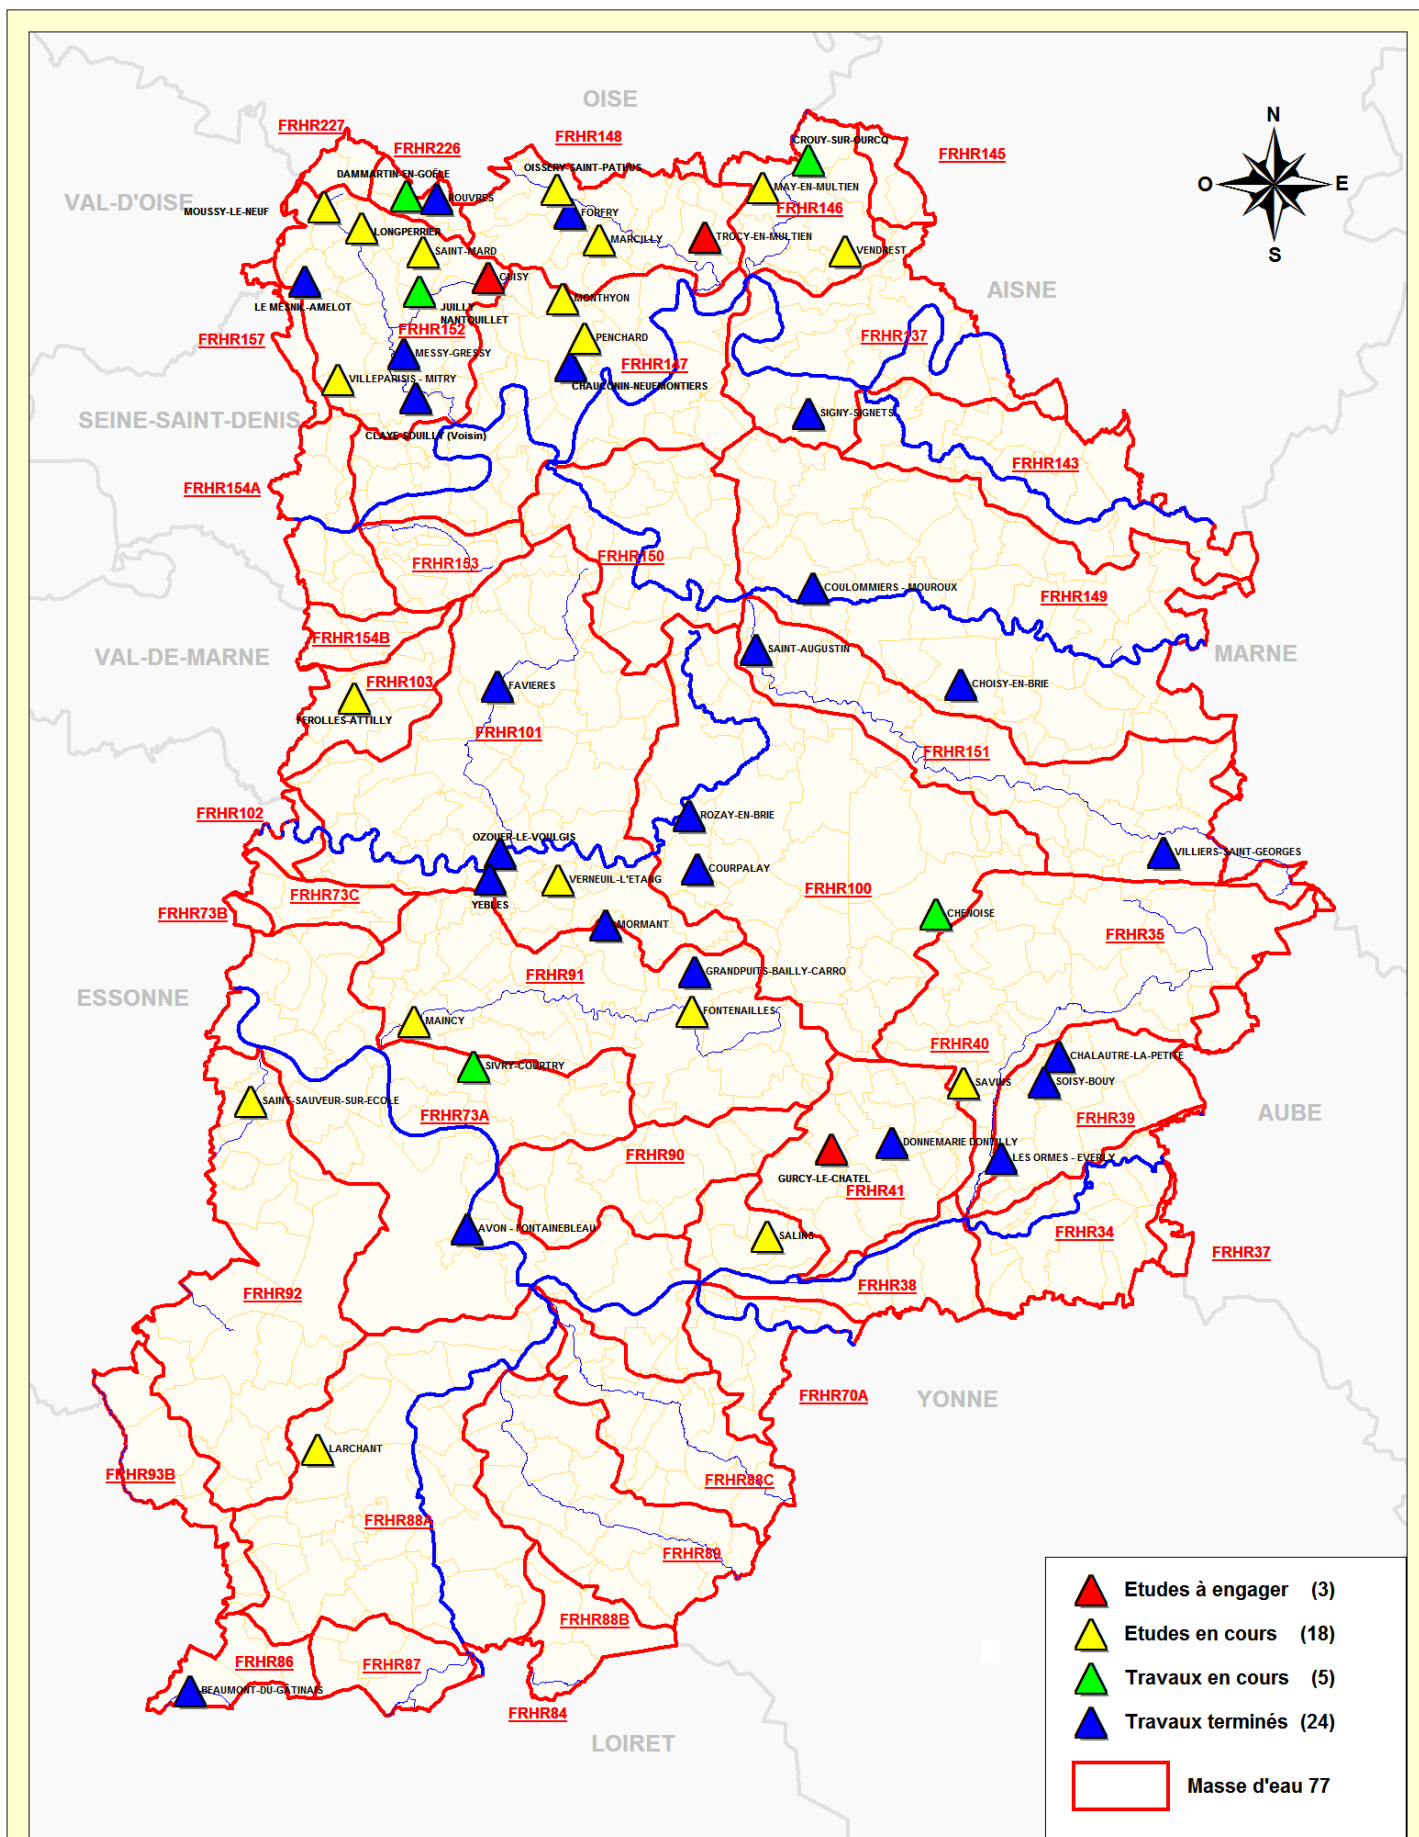 OISE
N
O
E
S
FRHR227
FRHR226
FRHR148
CROUY-SUR-OURCQ
FRHR145
DAMMARTIN-EN-GOËLE
OISSERY-SAINT-PATHUS
VAL-D'OISE
MOUSSY-LE-NEUF
ROUVRES
FORFRY
MAY-EN-MULTIEN
FRHR146
LONGPERRIER
SAINT-MARD
MARCILLY
TROCY-EN-MULTIEN
VENDREST
CUISY
AISNE
LE MESNIL-AMELOT
JUILLY
NANTOUILLET
MONTHYON
FRHR157
FRHR152
PENCHARD
FRHR137
MESSY-GRESSY
FRHR147
VILLEPARISIS - MITRY
CHAUCONIN-NEUFMONTIERS
SEINE-SAINT-DENIS
SIGNY-SIGNETS
CLAYE-SOUILLY (Voisin)
FRHR143
FRHR154A
FRHR153
FRHR150
COULOMMIERS - MOUROUX
FRHR149
FRHR154B
VAL-DE-MARNE
SAINT-AUGUSTIN
MARNE
FRHR103
FAVIERES
CHOISY-EN-BRIE
FEROLLES-ATTILLY
FRHR101
FRHR151
FRHR102
ROZAY-EN-BRIE
OZOUER-LE-VOULGIS
VILLIERS-SAINT-GEORGES
COURPALAY
VERNEUIL-L'ETANG
FRHR100
FRHR73C
YEBLES
FRHR73B
CHENOISE
MORMANT
FRHR35
FRHR91
GRANDPUITS-BAILLY-CARRO
ESSONNE
FONTENAILLES
MAINCY
FRHR40
CHALAUTRE-LA-PETITE
SIVRY-COURTRY
SAVINS
SOISY-BOUY
SAINT-SAUVEUR-SUR-ECOLE
FRHR73A
FRHR39
AUBE
DONNEMARIE DONTILLY
FRHR90
LES ORMES - EVERLY
GURCY-LE-CHATEL
FRHR41
AVON - FONTAINEBLEAU
SALINS
FRHR34
FRHR37
FRHR92
FRHR38
FRHR70A
YONNE
LARCHANT
FRHR93B
FRHR88C
FRHR88A
FRHR89
FRHR88B
FRHR86
FRHR87
BEAUMONT-DU-GÂTINAIS
FRHR84
LOIRET
Etudes à engager (3)
Etudes en cours (18)
Travaux en cours (5)
Travaux terminés (24)
Masse d'eau 77